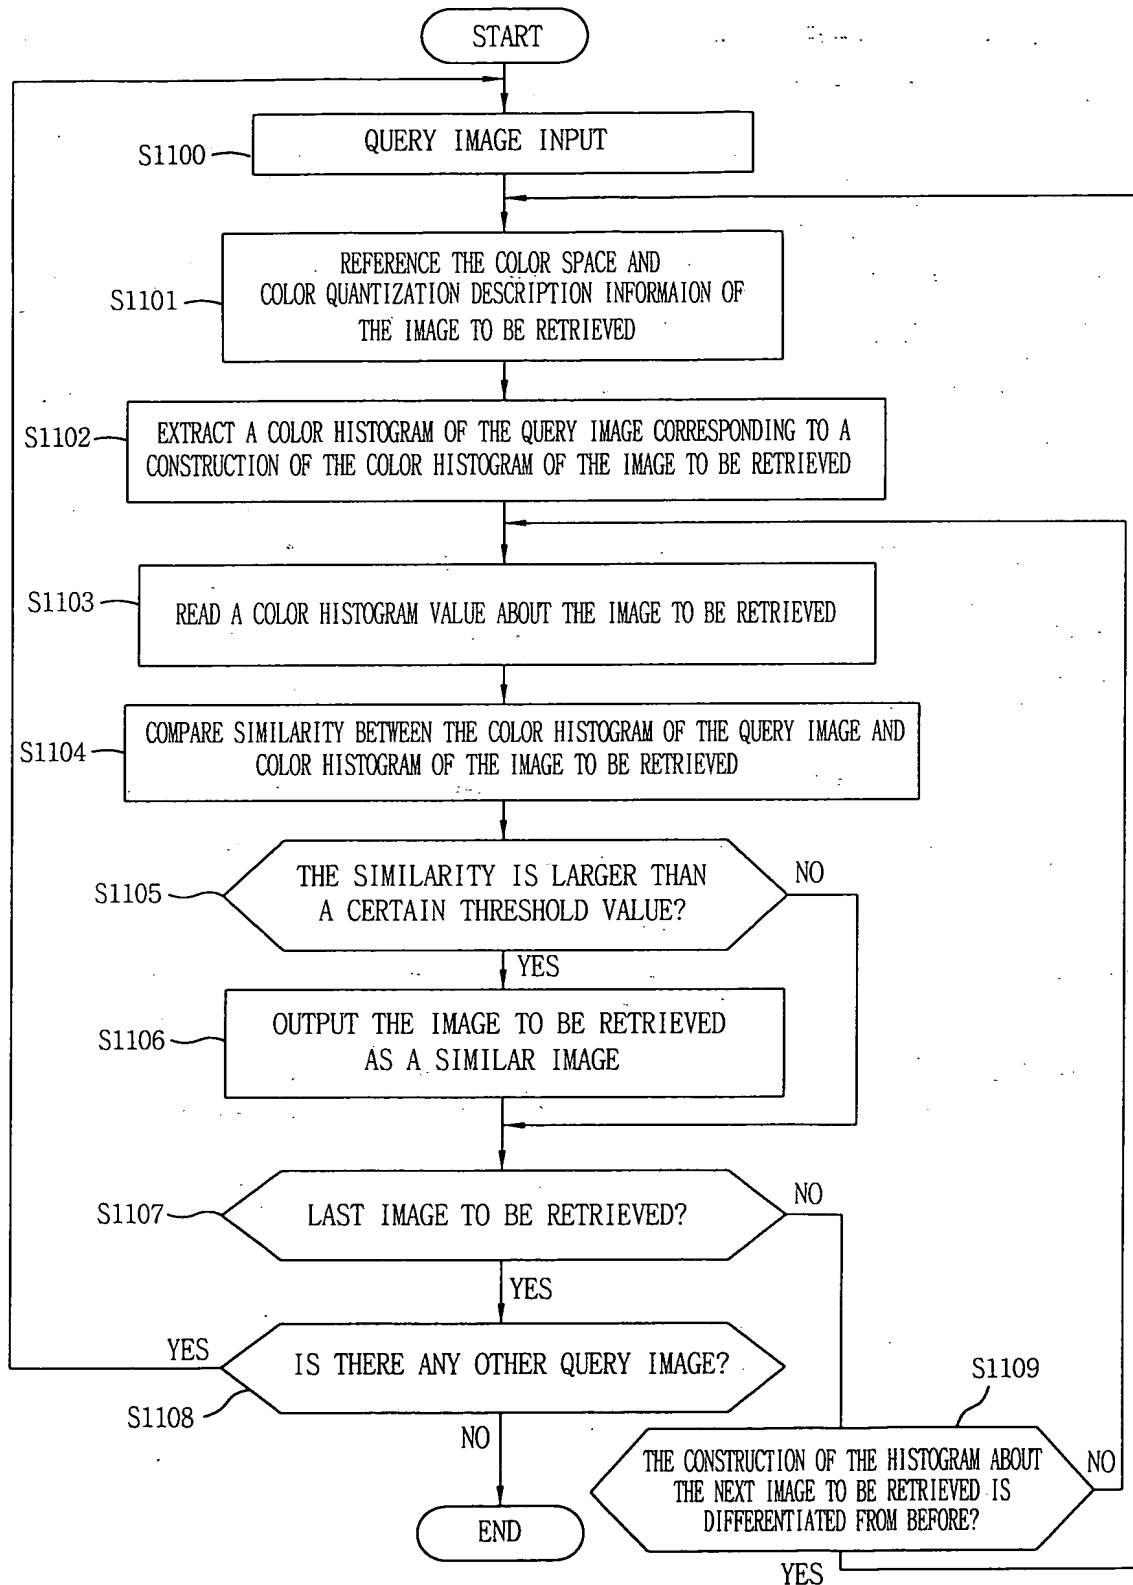 START
S1100
QUERY IMAGE INPUT
S1101
REFERENCE THE COLOR SPACE AND
COLOR QUANTIZATION DESCRIPTION INFORMAION OF
THE IMAGE TO BE RETRIEVED
S1102
EXTRACT A COLOR HISTOGRAM OF THE QUERY IMAGE CORRESPONDING TO A
CONSTRUCTION OF THE COLOR HISTOGRAM OF THE IMAGE TO BE RETRIEVED
S1103
READ A COLOR HISTOGRAM VALUE ABOUT THE IMAGE TO BE RETRIEVED
S1104
COMPARE SIMILARITY BETWEEN THE COLOR HISTOGRAM OF THE QUERY IMAGE AND
COLOR HISTOGRAM OF THE IMAGE TO BE RETRIEVED
S1105
THE SIMILARITY IS LARGER THAN
A CERTAIN THRESHOLD VALUE?
NO
YES
S1106
OUTPUT THE IMAGE TO BE RETRIEVED
AS A SIMILAR IMAGE
S1107
LAST IMAGE TO BE RETRIEVED?
NO
YES
YES
IS THERE ANY OTHER QUERY IMAGE?
S1108
NO
END
S1109
THE CONSTRUCTION OF THE HISTOGRAM ABOUT
THE NEXT IMAGE TO BE RETRIEVED IS
DIFFERENTIATED FROM BEFORE?
NO
YES